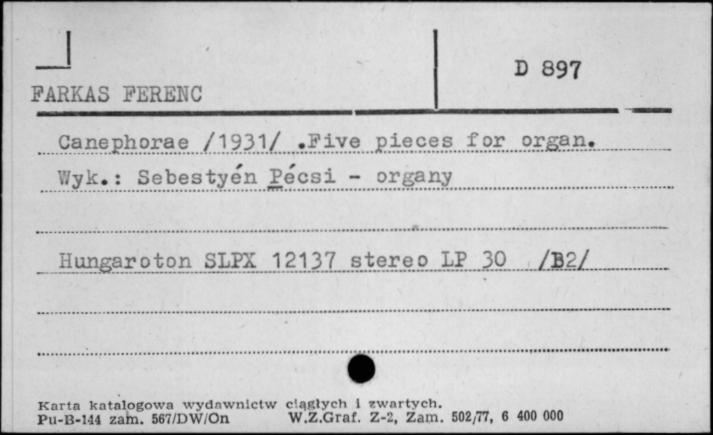 D 897
FARKAS FERENC
Canephorae /1931/ .Five pieces for organ.
Wyk.: Sebestyén Pécsi - organy
Hungaroton SLPX 12137 stereo LP 30 /B2/
Karta katalogowa wydawnictw ciągłych i zwartych.
Pu-B-144 zam. 567/DW/On W.Z.Graf. Z-2, Zam. 502/77, 6 400 000